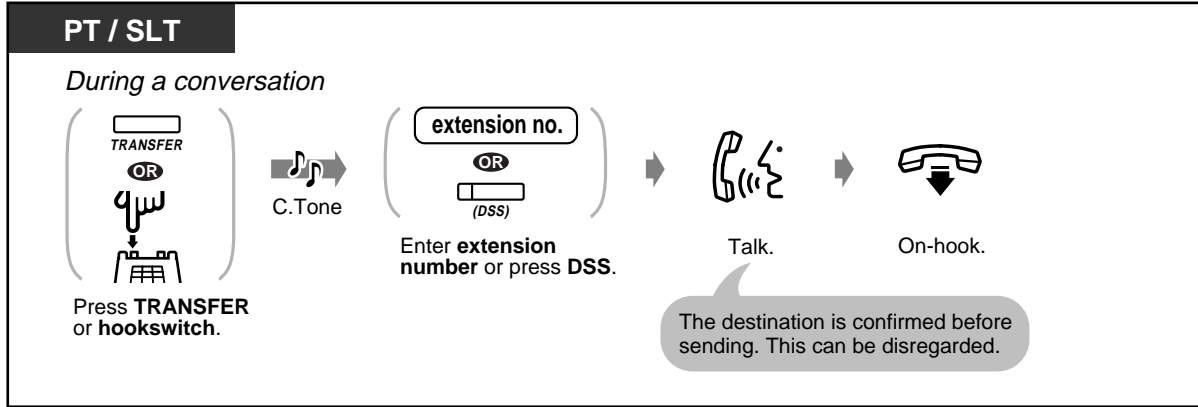 PT / SLT
During a conversation
TRANSFER
OR
C.Tone
extension no.
OR
(DSS)
Press TRANSFER
or hookswitch.
Enter extension
number or press DSS.
Talk.
On-hook.
The destination is confirmed before
sending. This can be disregarded.